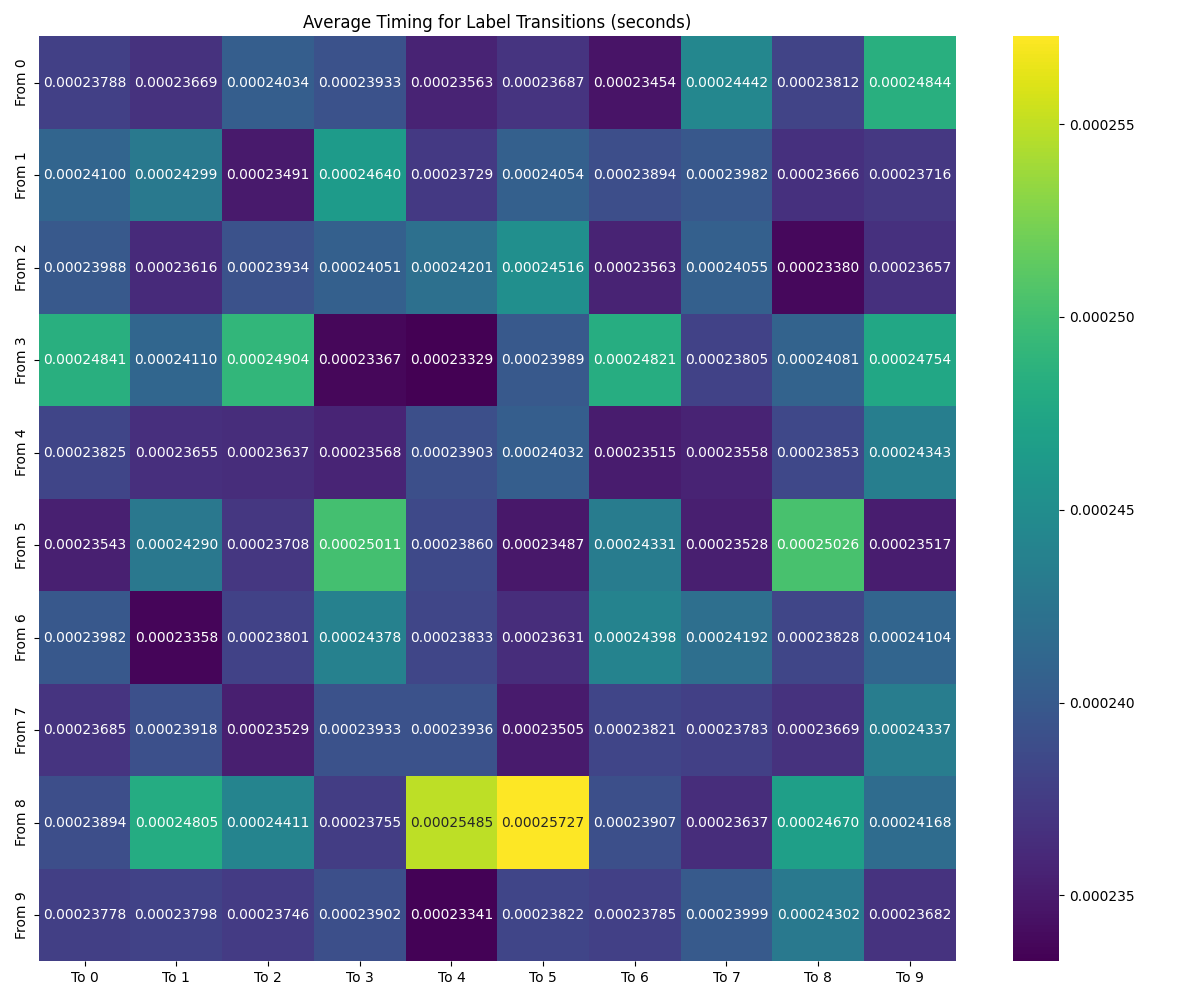 Average Timing for Label Transitions (seconds)
From 0 0.00023788 0.00023669 0.00024034 0.00023933 0.00023563 0.00023687 0.00023454 0.00024442 0.00023812 0.00024844
From 1 0.00024100 0.00024299 0.00023491 0.00024640 0.00023729 0.00024054 0.00023894 0.00023982 0.00023666 0.00023716
From 2 0.00023988 0.00023616 0.00023934 0.00024051 0.00024201 0.00024516 0.00023563 0.00024055 0.00023380 0.00023657
From 3 0.00024841 0.00024110 0.00024904 0.00023367 0.00023329 0.00023989 0.00024821 0.00023805 0.00024081 0.00024754
From 4 0.00023825 0.00023655 0.00023637 0.00023568 0.00023903 0.00024032 0.00023515 0.00023558 0.00023853 0.00024343
From 5 0.00023543 0.00024290 0.00023708 0.00025011 0.00023860 0.00023487 0.00024331 0.00023528 0.00025026 0.00023517
From 6 0.00023982 0.00023358 0.00023801 0.00024378 0.00023833 0.00023631 0.00024398 0.00024192 0.00023828 0.00024104
From 7 0.00023685 0.00023918 0.00023529 0.00023933 0.00023936 0.00023505 0.00023821 0.00023783 0.00023669 0.00024337
From 8 0.00023894 0.00024805 0.00024411 0.00023755 0.00025485 0.00025727 0.00023907 0.00023637 0.00024670 0.00024168
From 9 0.00023778 0.00023798 0.00023746 0.00023902 0.00023341 0.00023822 0.00023785 0.00023999 0.00024302 0.00023682
To 0 To 1 To 2 To 3 To 4 To 5 To 6 To 7 To 8 To 9
0.000255
0.000250
0.000245
0.000240
0.000235